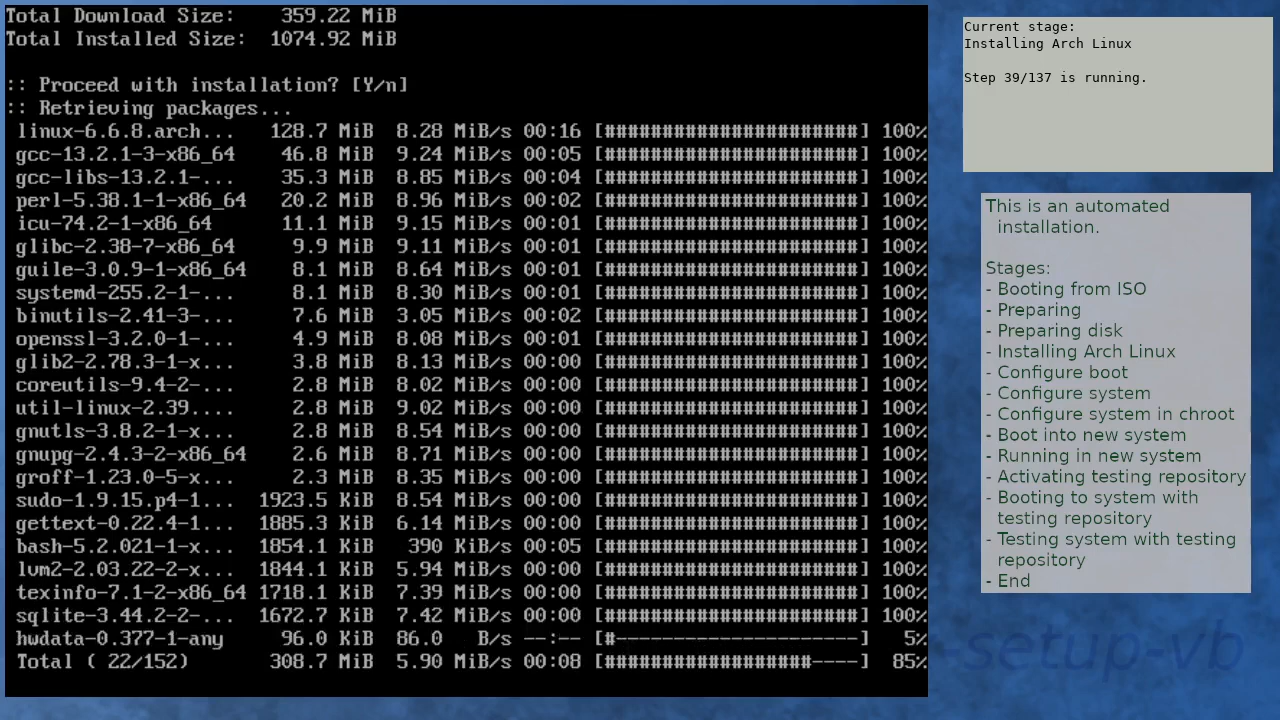 Total Download Size:    359.22 MiB
Total Installed Size:  1074.92 MiB
:: Proceed with installation? [Y/n]
:: Retrieving packages...
linux-6.6.8.arch...   128.7 MiB  8.28 MiB/s 00:16 [######################] 100%
gcc-13.2.1-3-x86_64    46.8 MiB  9.24 MiB/s 00:05 [######################] 100%
gcc-libs-13.2.1-...    35.3 MiB  8.85 MiB/s 00:04 [######################] 100%
perl-5.38.1-1-x86_64   20.2 MiB  8.96 MiB/s 00:02 [######################] 100%
icu-74.2-1-x86_64      11.1 MiB  9.15 MiB/s 00:01 [######################] 100%
glibc-2.38-7-x86_64     9.9 MiB  9.11 MiB/s 00:01 [######################] 100%
guile-3.0.9-1-x86_64    8.1 MiB  8.64 MiB/s 00:01 [######################] 100%
systemd-255.2-1-...     8.1 MiB  8.30 MiB/s 00:01 [######################] 100%
binutils-2.41-3-...     7.6 MiB  3.05 MiB/s 00:02 [######################] 100%
openssl-3.2.0-1-...     4.9 MiB  8.08 MiB/s 00:01 [######################] 100%
glib2-2.78.3-1-x...     3.8 MiB  8.13 MiB/s 00:00 [######################] 100%
coreutils-9.4-2-...     2.8 MiB  8.02 MiB/s 00:00 [######################] 100%
util-linux-2.39....     2.8 MiB  9.02 MiB/s 00:00 [######################] 100%
gnutls-3.8.2-1-x...     2.8 MiB  8.54 MiB/s 00:00 [######################] 100%
gnupg-2.4.3-2-x86_64    2.6 MiB  8.71 MiB/s 00:00 [######################] 100%
groff-1.23.0-5-x...     2.3 MiB  8.35 MiB/s 00:00 [######################] 100%
sudo-1.9.15.p4-1...  1923.5 KiB  8.54 MiB/s 00:00 [######################] 100%
gettext-0.22.4-1...  1885.3 KiB  6.14 MiB/s 00:00 [######################] 100%
bash-5.2.021-1-x...  1854.1 KiB   390 KiB/s 00:05 [######################] 100%
lvm2-2.03.22-2-x...  1844.1 KiB  5.94 MiB/s 00:00 [######################] 100%
texinfo-7.1-2-x86_64 1718.1 KiB  7.39 MiB/s 00:00 [######################] 100%
sqlite-3.44.2-2-...  1672.7 KiB  7.42 MiB/s 00:00 [######################] 100%
hwdata-0.377-1-any     96.0 KiB  86.0   B/s --:-- [#---------------------]   5%
Total ( 22/152)       308.7 MiB  5.90 MiB/s 00:08 [##################----]  85%
Current stage:
Installing Arch Linux
Step 39/137 is running.
This is an automated
installation.
Stages:
- Booting from ISO
- Preparing
- Preparing disk
- Installing Arch Linux
- Configure boot
- Configure system
- Configure system in chroot
- Boot into new system
- Running in new system
- Activating testing repository
- Booting to system with
testing repository
- Testing system with testing
repository
- End
-setup-vb